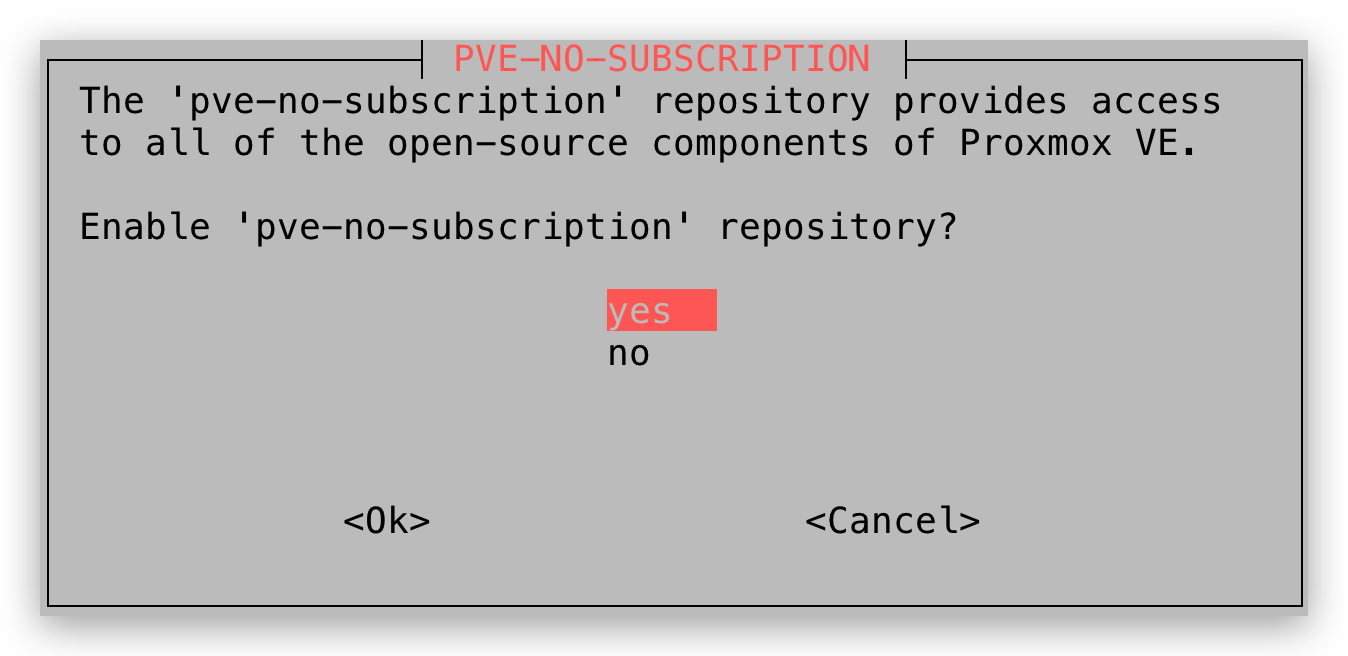 PVE-NO-SUBSCRIPTION
The 'pve-no-subscription' repository provides access
to all of the open-source components of Proxmox VE.
Enable 'pve-no-subscription' repository?
yes
no
<Ok> <Cancel>